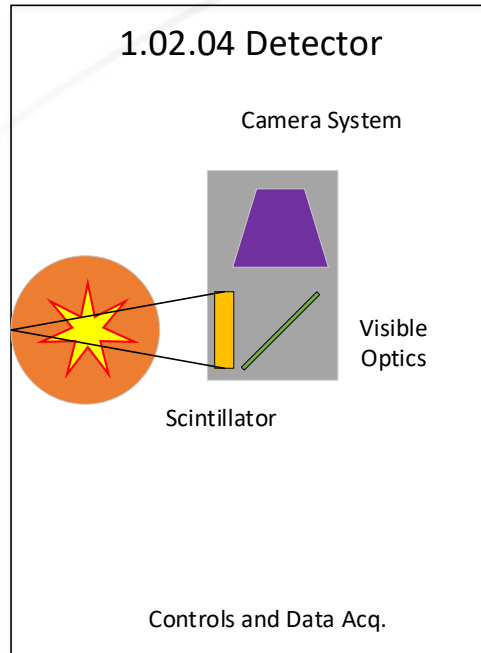 1.02.04 Detector
Camera System
Visible
Optics
Scintillator
Controls and Data Acq.